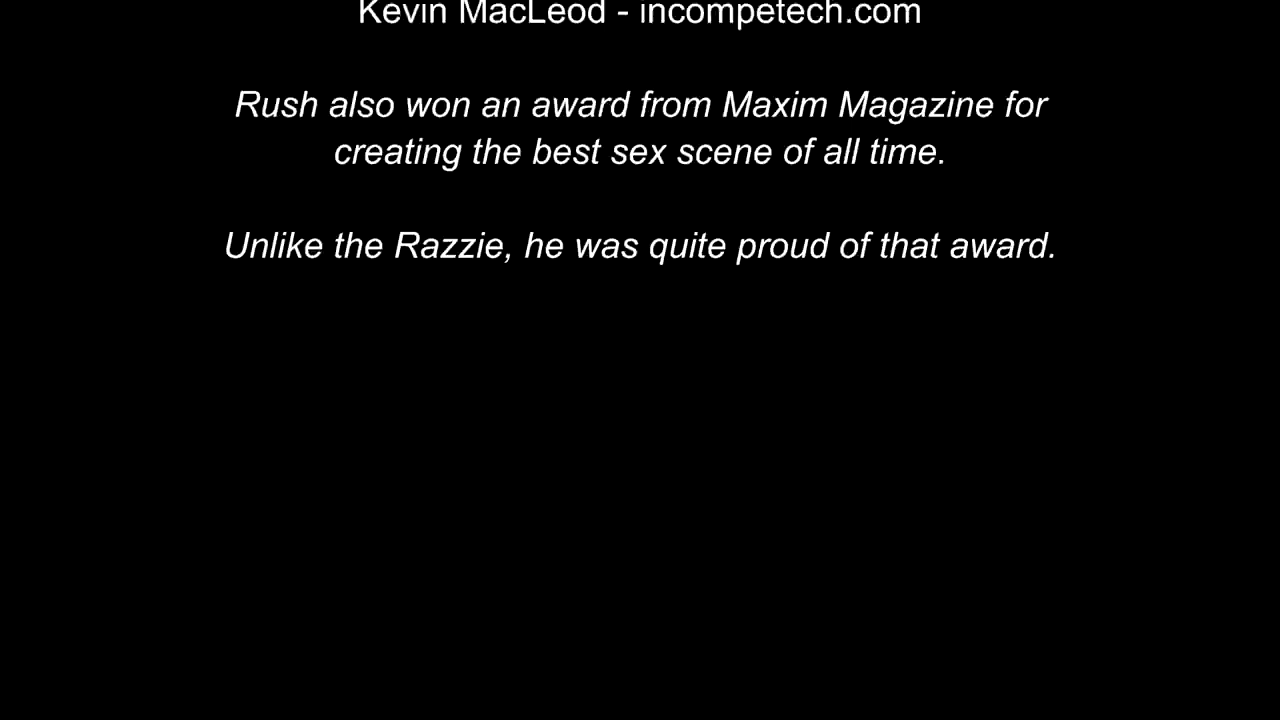 Kevin MacLeod - incompetech.com
Rush also won an award from Maxim Magazine for
creating the best sex scene of all time.
Unlike the Razzie, he was quite proud of that award.